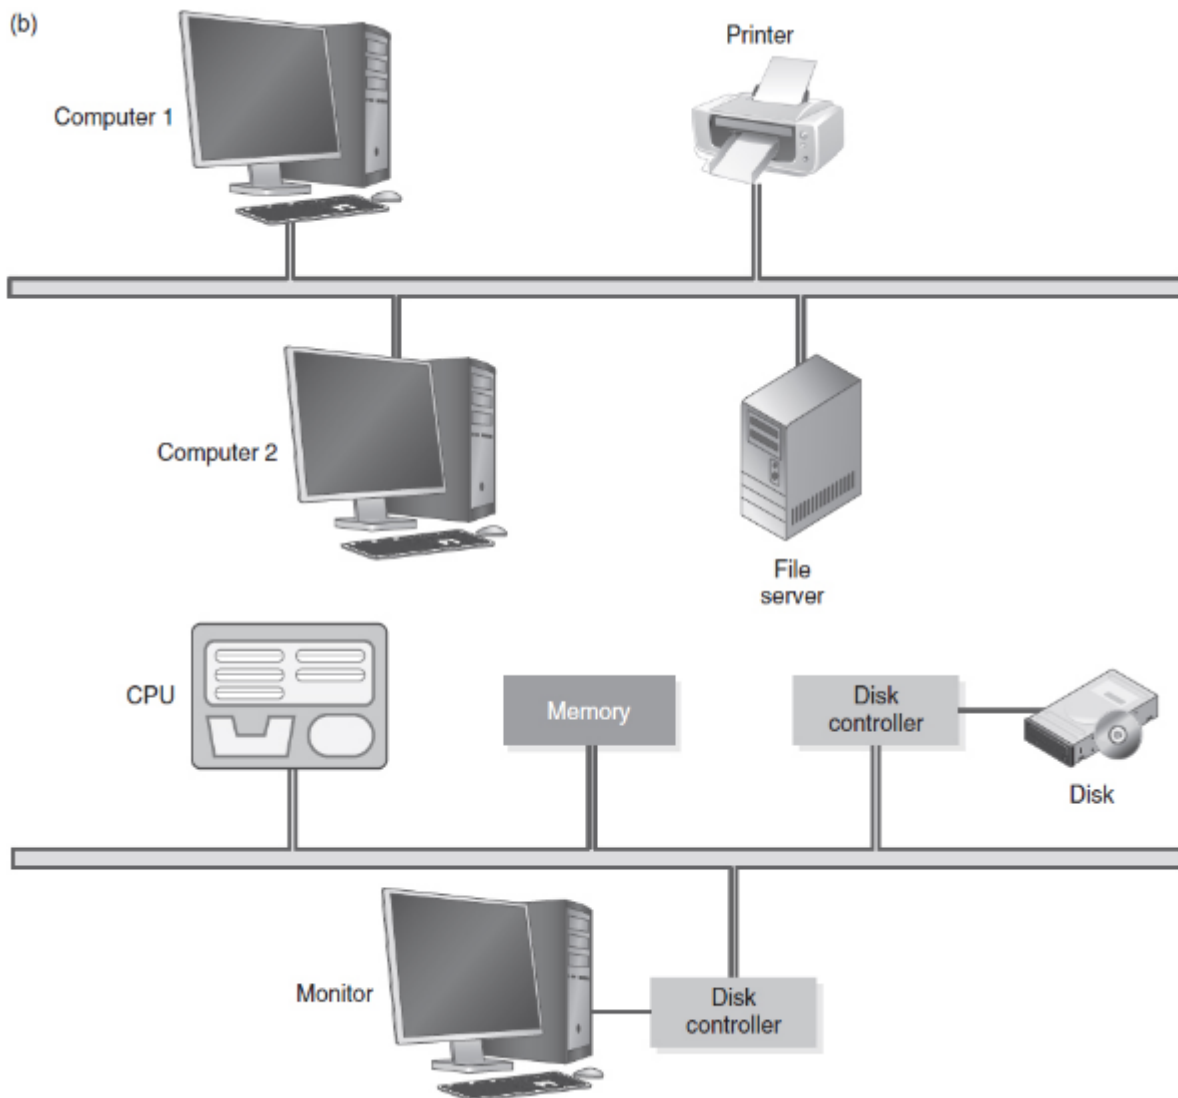 (b)
Printer
Computer 1
Computer 2
File
server
CPU
Memory
Disk
controller
Disk
Monitor
Disk
controller